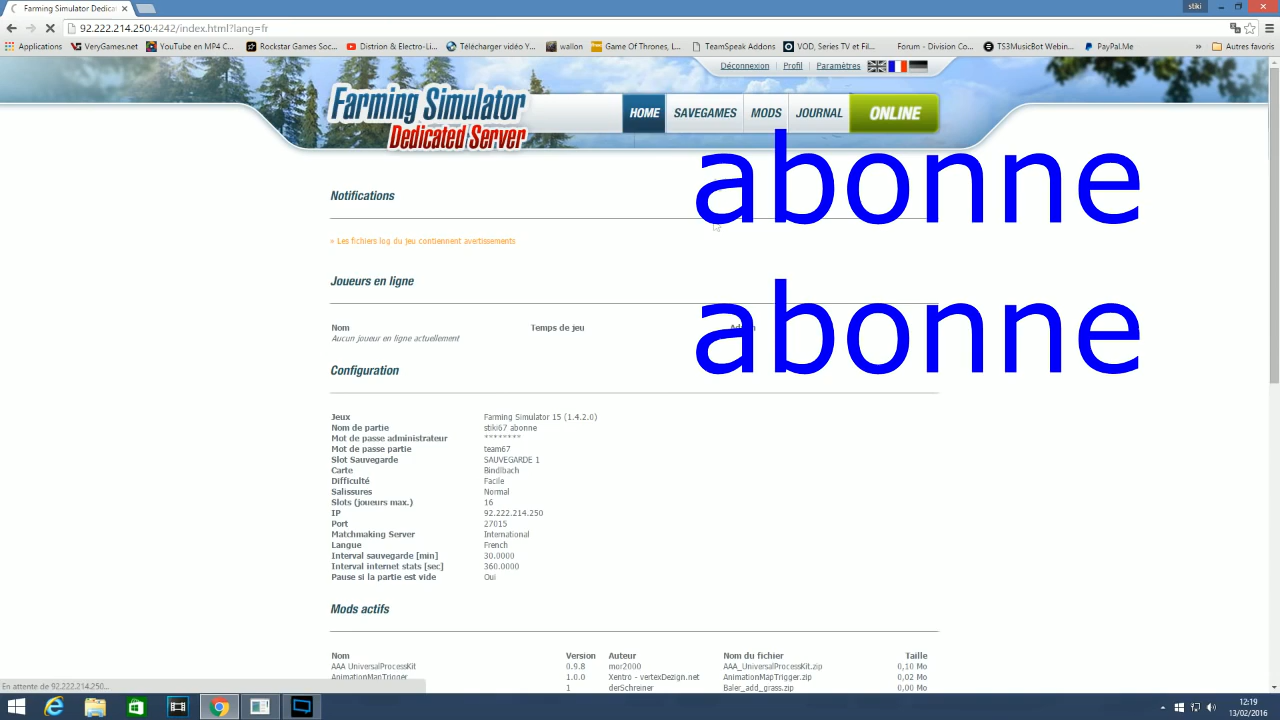 Farming Simulator Dedicat
stiki
92.222.214.250:4242/index.html?lang=fr
Applications VeryGames.net YouTube en MP4 C... Rockstar Games Soc... Distrion & Electro-Li... Télécharger vidéo Y... wallon Game Of Thrones, I... TeamSpeak Addons VOD, Series TV et Fil... Forum - Division Co... TS3MusicBot Webin... PayPal.Me » Autres favoris
Déconnexion Profil Paramètres
Farming Simulator
Dedicated Server
HOME SAVEGAMES MODS JOURNAL ONLINE
abonne
Notifications
» Les fichiers log du jeu contiennent avertissements
Joueurs en ligne
abonne
Nom Temps de jeu
Aucun joueur en ligne actuellement
Configuration
Jeux Farming Simulator 15 (1.4.2.0)
Nom de partie stiki67 abonne
Mot de passe administrateur ********
Mot de passe partie team67
Slot Sauvegarde SAUVEGARDE 1
Carte Bindlbach
Difficulté Facile
Salissures Normal
Slots (joueurs max.) 16
IP 92.222.214.250
Port 27015
Matchmaking Server International
Langue French
Interval sauvegarde [min] 30.0000
Interval internet stats [sec] 360.0000
Pause si la partie est vide Oui
Mods actifs
Nom Version Auteur Nom du fichier Taille
AAA UniversalProcessKit 0.9.8 mor2000 AAA_UniversalProcessKit.zip 0,10 Mo
AnimationMapTrigger 1.0.0 Xentro - vertexDezign.net AnimationMapTrigger.zip 0,02 Mo
1 derSchreiner Baler_add_grass.zip 0,00 Mo
En attente de 92.222.214.250...
12:19
13/02/2016